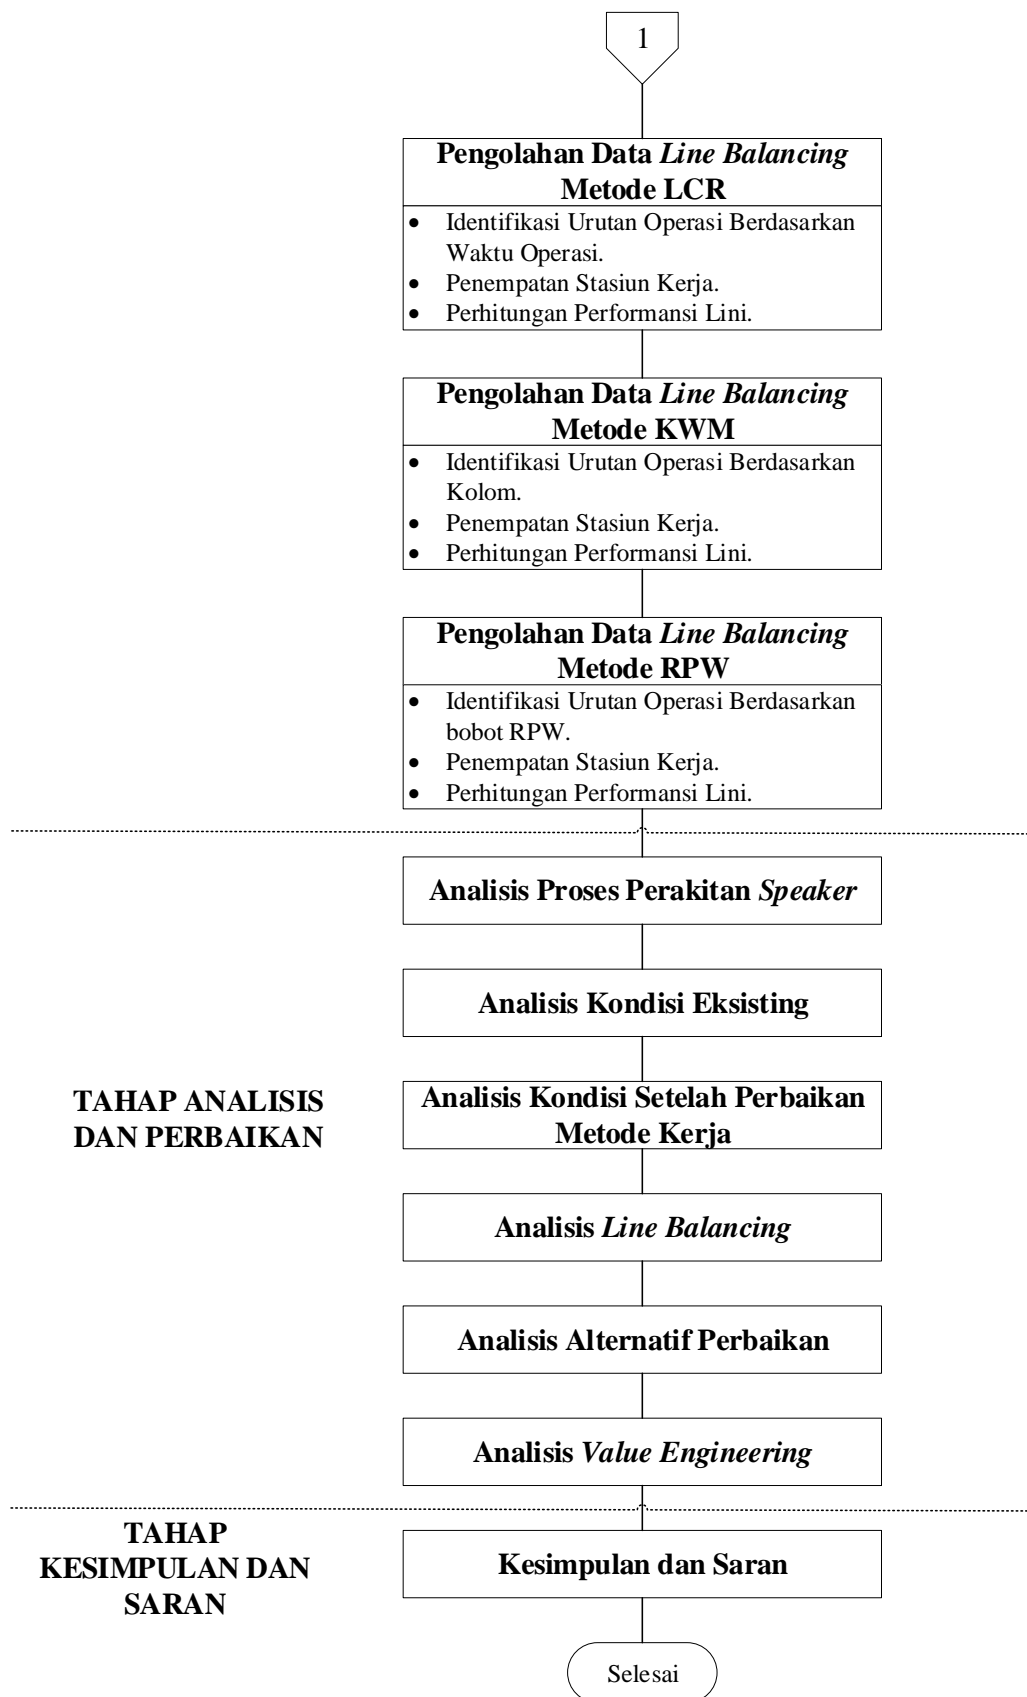 1
Pengolahan Data Line Balancing
Metode LCR
• Identifikasi Urutan Operasi Berdasarkan
Waktu Operasi.
• Penempatan Stasiun Kerja.
• Perhitungan Performansi Lini.
Pengolahan Data Line Balancing
Metode KWM
• Identifikasi Urutan Operasi Berdasarkan
Kolom.
• Penempatan Stasiun Kerja.
• Perhitungan Performansi Lini.
Pengolahan Data Line Balancing
Metode RPW
• Identifikasi Urutan Operasi Berdasarkan
bobot RPW.
• Penempatan Stasiun Kerja.
• Perhitungan Performansi Lini.
Analisis Proses Perakitan Speaker
Analisis Kondisi Eksisting
TAHAP ANALISIS
DAN PERBAIKAN
Analisis Kondisi Setelah Perbaikan
Metode Kerja
Analisis Line Balancing
Analisis Alternatif Perbaikan
Analisis Value Engineering
TAHAP
KESIMPULAN DAN
SARAN
Kesimpulan dan Saran
Selesai